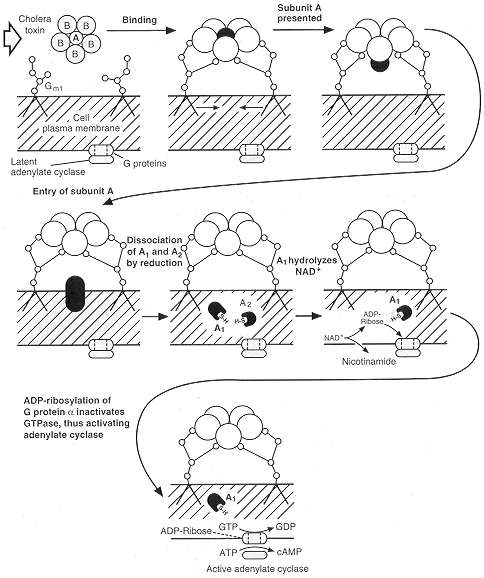 Cholera
toxin
B
B
B
A
B
B
Binding
Subunit A
presented
Gm1
Cell
plasma membrane
Latent
adenylate cyclase
G proteins
Entry of subunit A
Dissociation
of A1 and A2
by reduction
A1 hydrolyzes
NAD+
A2
A1
S-H
H-S
A1
H-S
ADP-
Ribose
NAD+
Nicotinamide
ADP-ribosylation of
G protein α inactivates
GTPase, thus activating
adenylate cyclase
A1
S-H
ADP-Ribose
GTP
GDP
ATP
cAMP
Active adenylate cyclase